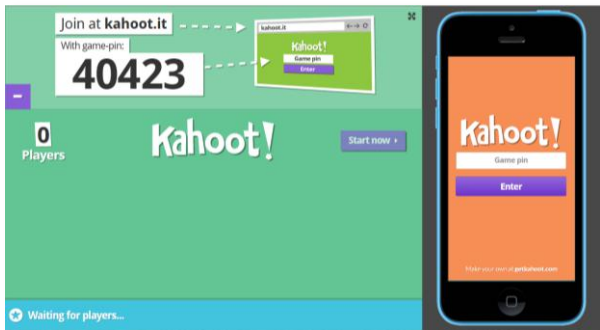 Join at kahoot.it
With game-pin:
40423
kahoot.it
Kahoot!
Game pin
Enter
0
Players
Kahoot!
Start now
Waiting for players...
Kahoot!
Game pin
Enter
Make your own at getkahoot.com